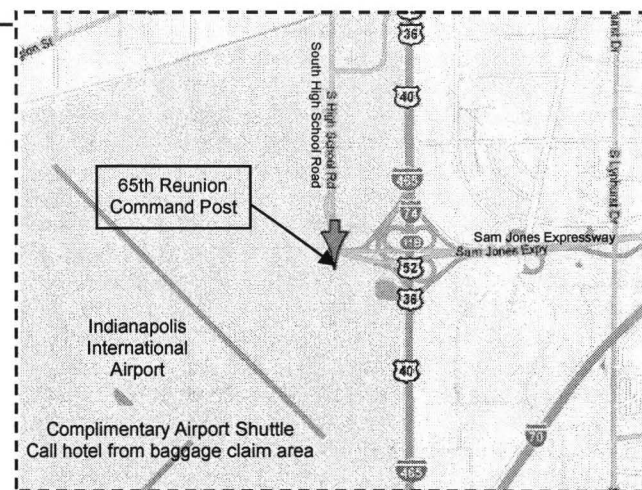 36
ton St
S High School Rd
South High School Road
40
65th Reunion
Command Post
465
74
Sam Jones Expressway
Sam Jones Expy
52
36
S Lynhurst Dr
Indianapolis
International
Airport
40
70
Complimentary Airport Shuttle
Call hotel from baggage claim area
465